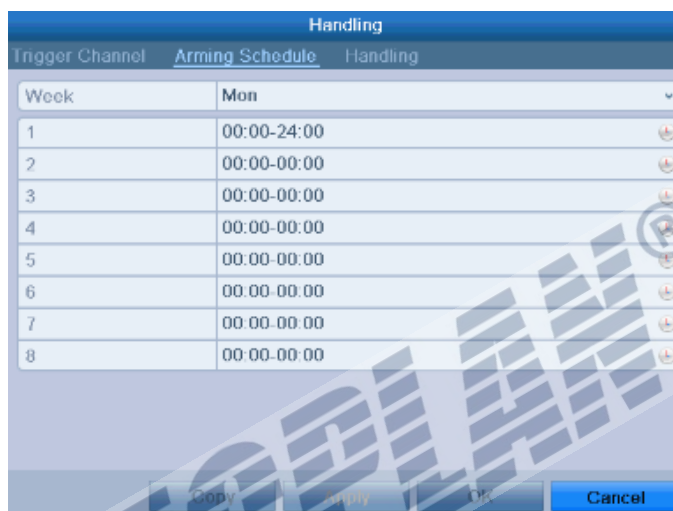 Handling
Trigger Channel Arming Schedule Handling
Week Mon
1 00:00-24:00
2 00:00-00:00
3 00:00-00:00
4 00:00-00:00
5 00:00-00:00
6 00:00-00:00
7 00:00-00:00
8 00:00-00:00
Copy Apply OK Cancel